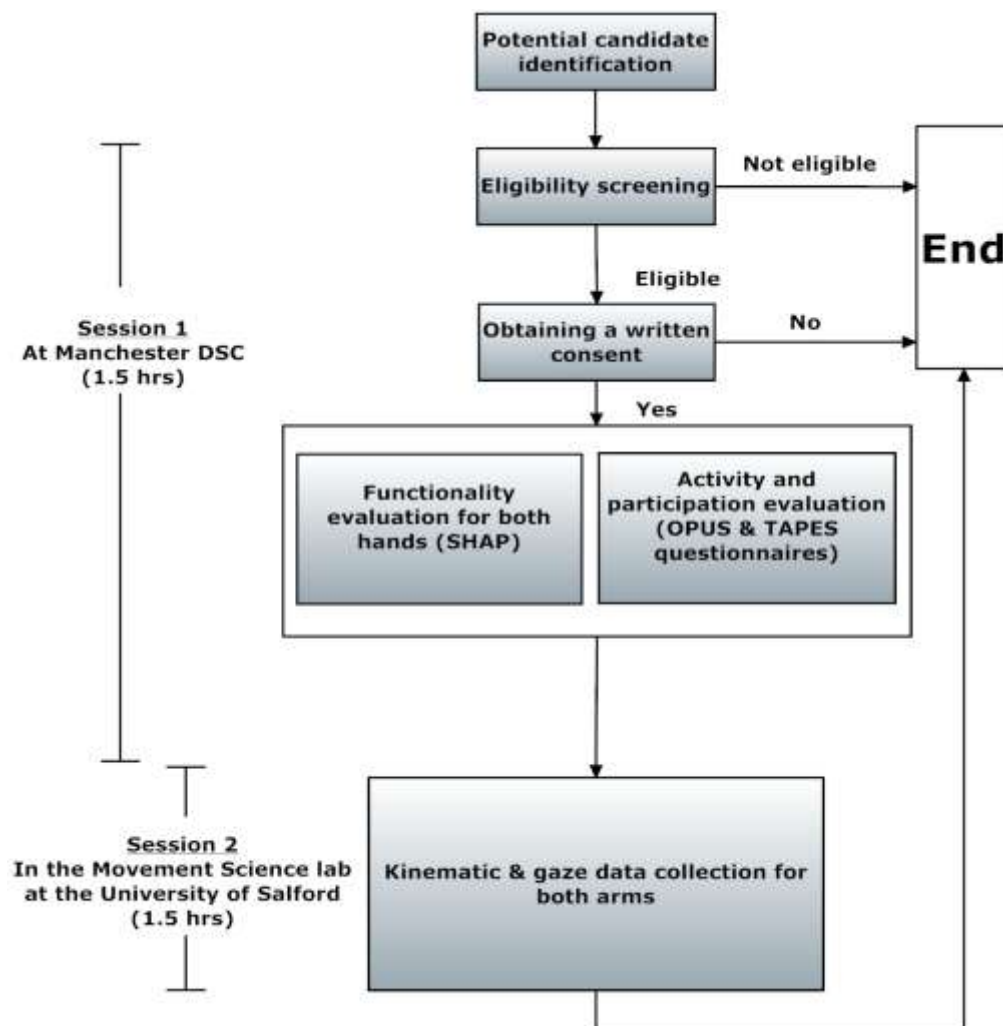 Potential candidate
identification
Eligibility screening
Not eligible
End
Eligible
Obtaining a written
consent
No
Yes
Session 1
At Manchester DSC
(1.5 hrs)
Functionality
evaluation for both
hands (SHAP)
Activity and
participation evaluation
(OPUS & TAPES
questionnaires)
Session 2
In the Movement Science lab
at the University of Salford
(1.5 hrs)
Kinematic & gaze data collection for
both arms